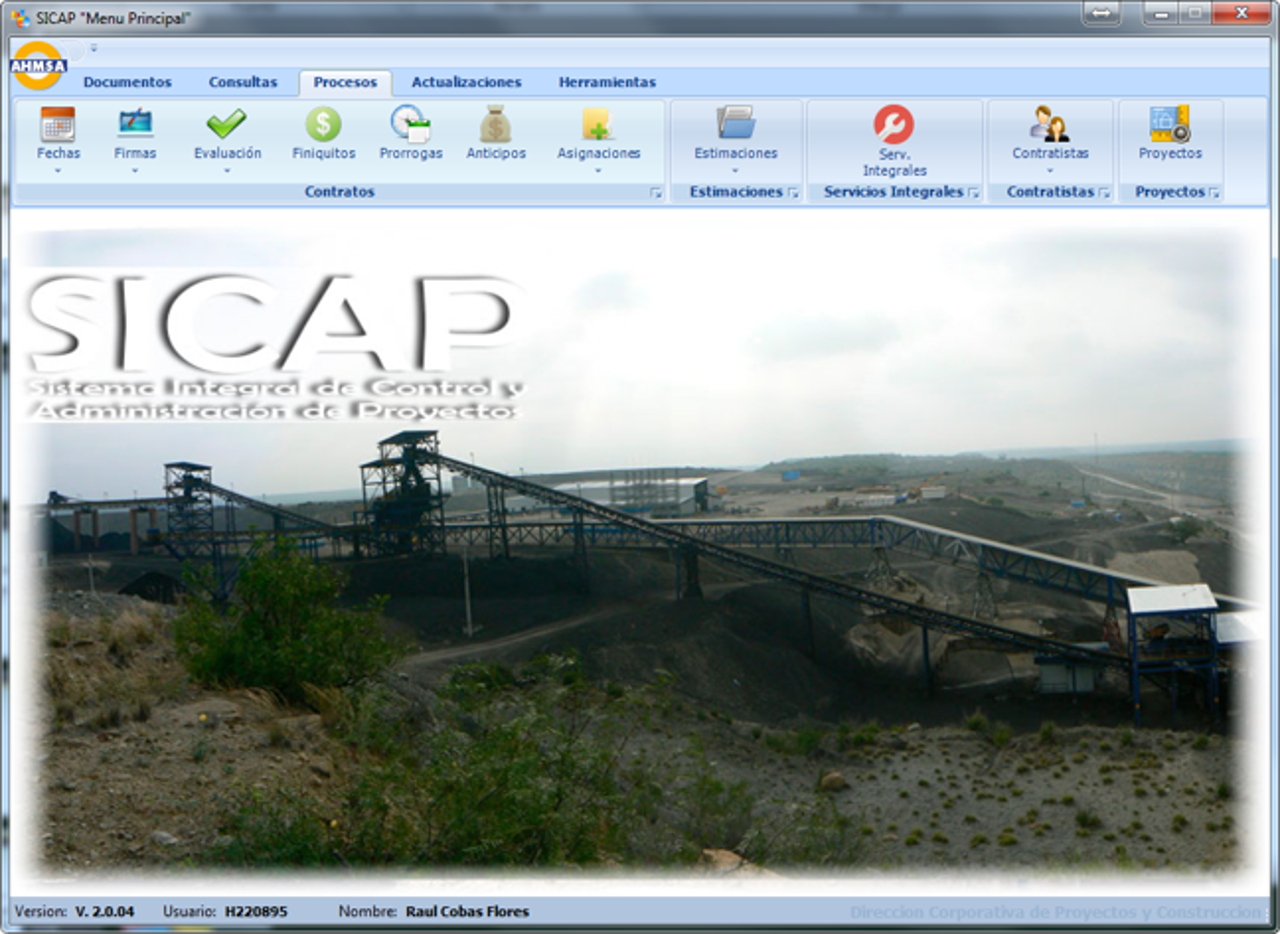 SICAP "Menu Principal"
AHMSA
Documentos Consultas Procesos Actualizaciones Herramientas
Fechas Firmas Evaluación Finiquitos Prorrogas Anticipos Asignaciones Estimaciones Serv. Integrales Contratistas Proyectos
Contratos Estimaciones Servicios Integrales Contratistas Proyectos
SICAP
Sistema Integral de Control y
Administración de Proyectos
Version: V. 2.0.04 Usuario: H220895 Nombre: Raul Cobas Flores Direccion Corporativa de Proyectos y Construccion